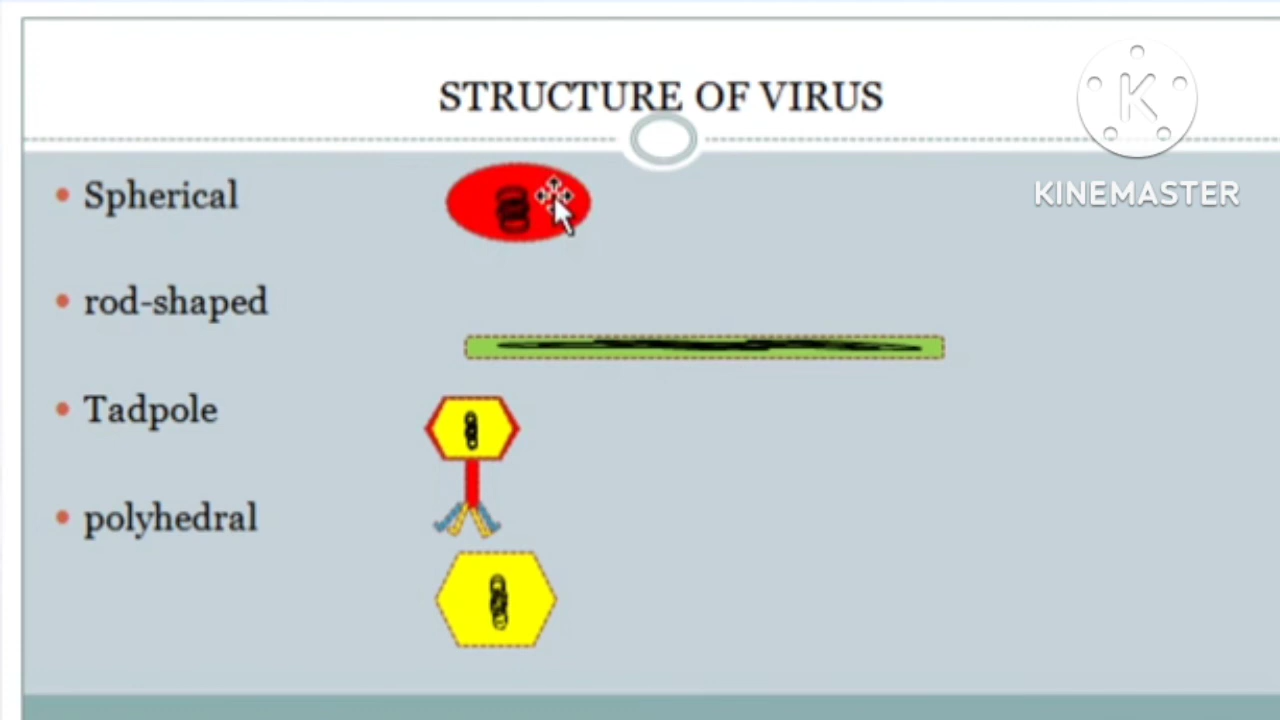 STRUCTURE OF VIRUS
K
KINEMASTER
• Spherical
• rod-shaped
• Tadpole
• polyhedral